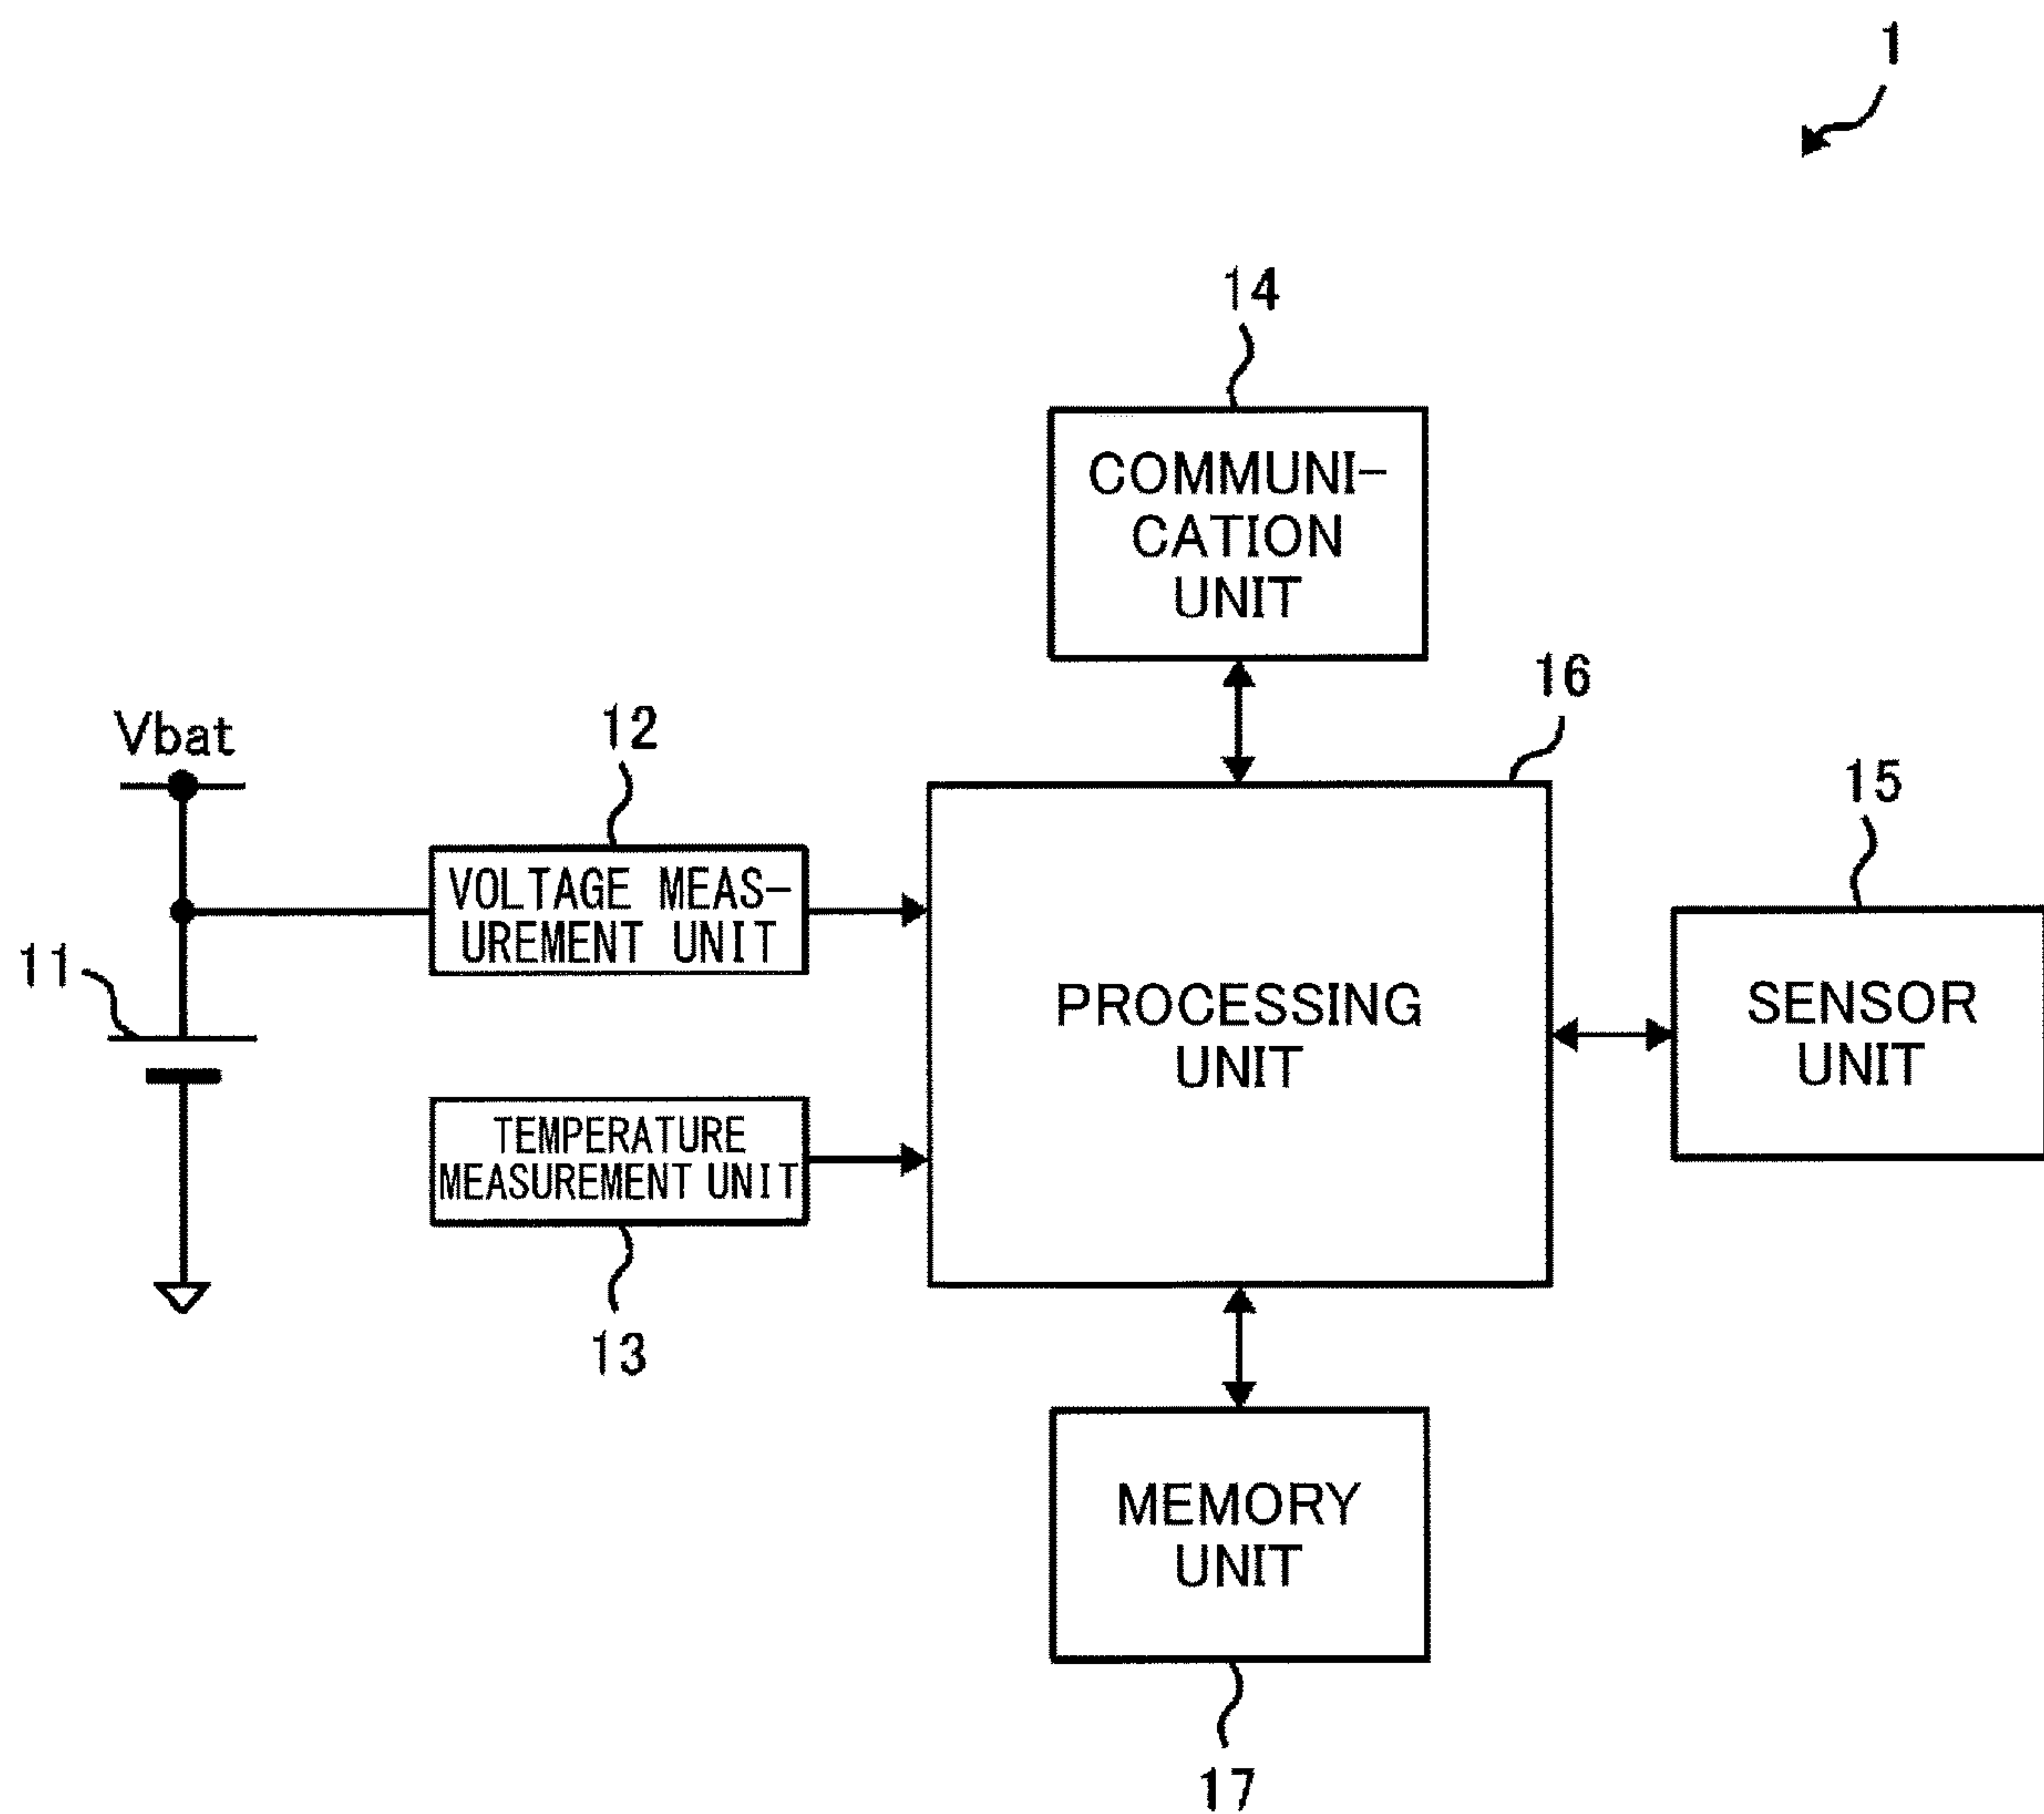 1
14
COMMUNI-
CATION
UNIT
16
Vbat
12
15
VOLTAGE MEAS-
UREMENT UNIT
11
PROCESSING
UNIT
SENSOR
UNIT
TEMPERATURE
MEASUREMENT UNIT
13
MEMORY
UNIT
17